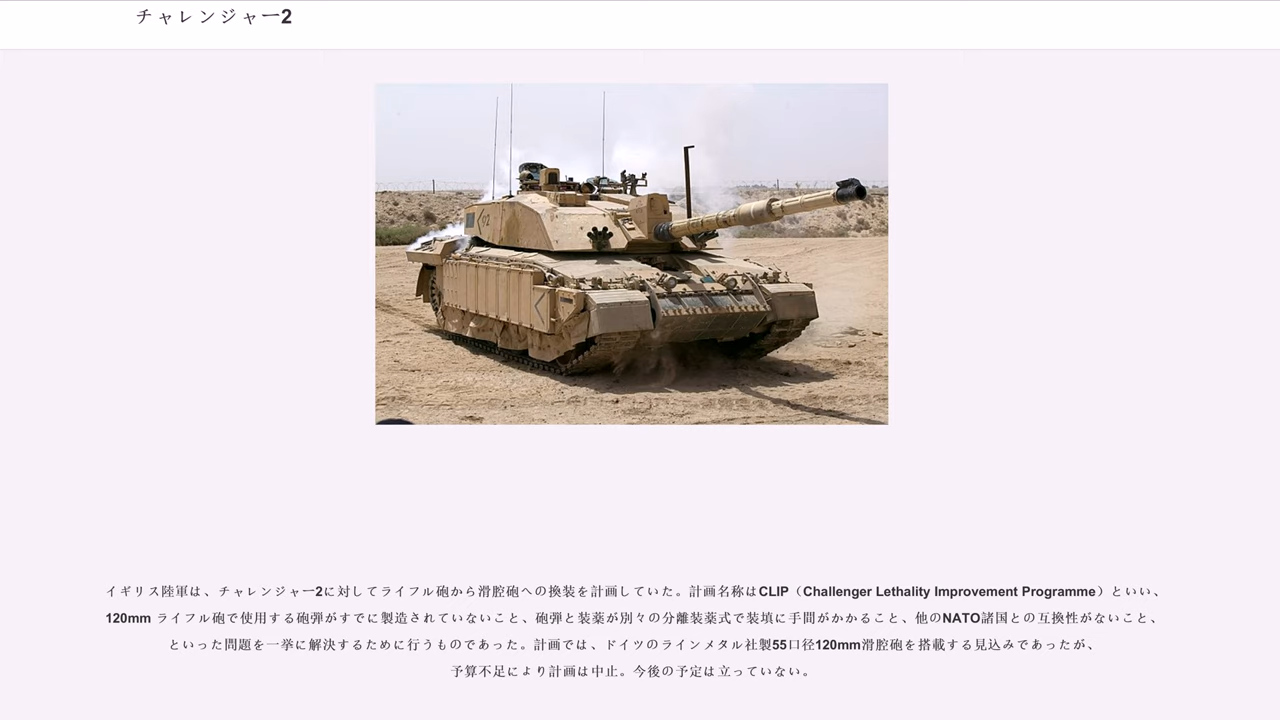 チャレンジャー2
イギリス陸軍は、チャレンジャー2に対してライフル砲から滑腔砲への換装を計画していた。計画名称はCLIP（Challenger Lethality Improvement Programme）といい、
120mm ライフル砲で使用する砲弾がすでに製造されていないこと、砲弾と装薬が別々の分離装薬式で装填に手間がかかること、他のNATO諸国との互換性がないこと、
といった問題を一挙に解決するために行うものであった。計画では、ドイツのラインメタル社製55口径120mm滑腔砲を搭載する見込みであったが、
予算不足により計画は中止。今後の予定は立っていない。